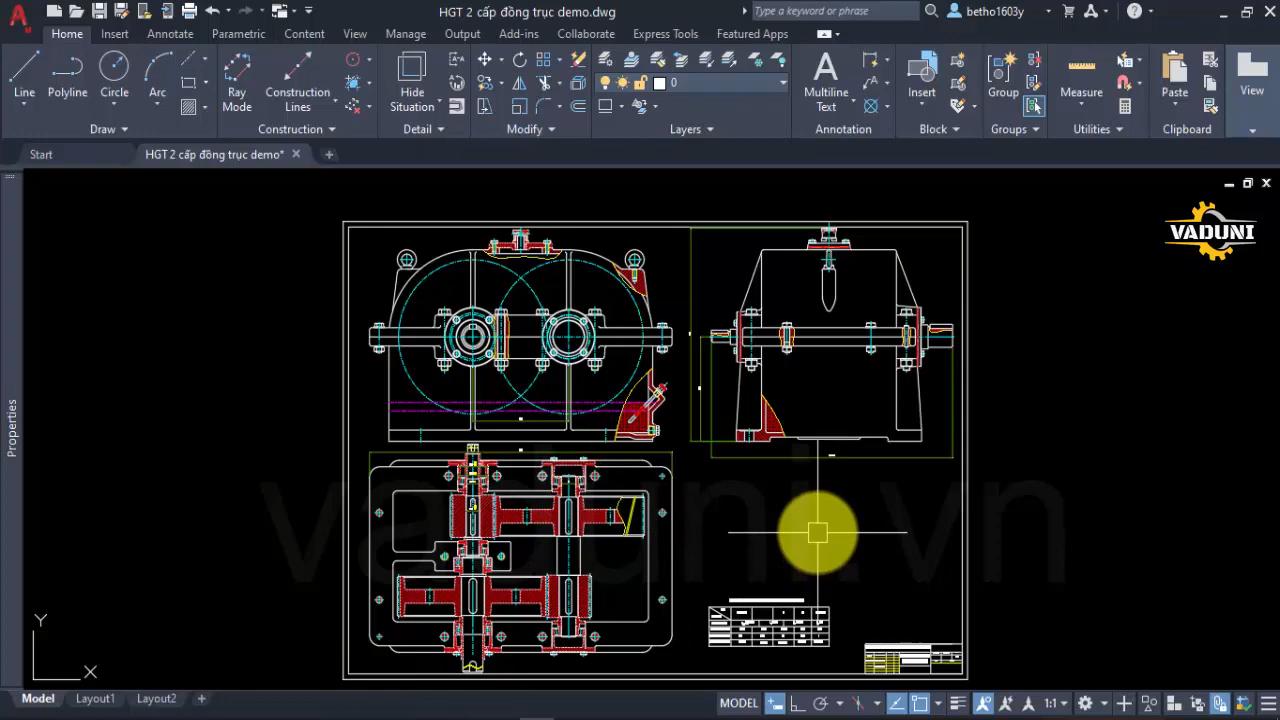 HGT 2 cấp đồng trục demo.dwg
Type a keyword or phrase
betho1603y
Home Insert Annotate Parametric Content View Manage Output Add-ins Collaborate Express Tools Featured Apps
Line Polyline Circle Arc Ray Mode Construction Lines Hide Situation 0 Multiline Text Insert Group Measure Paste View
Draw Construction Detail Modify Layers Annotation Block Groups Utilities Clipboard
Start HGT 2 cấp đồng trục demo*
VADUNI
Properties
vaduni.vn
Y
X
Model Layout1 Layout2 MODEL 1:1